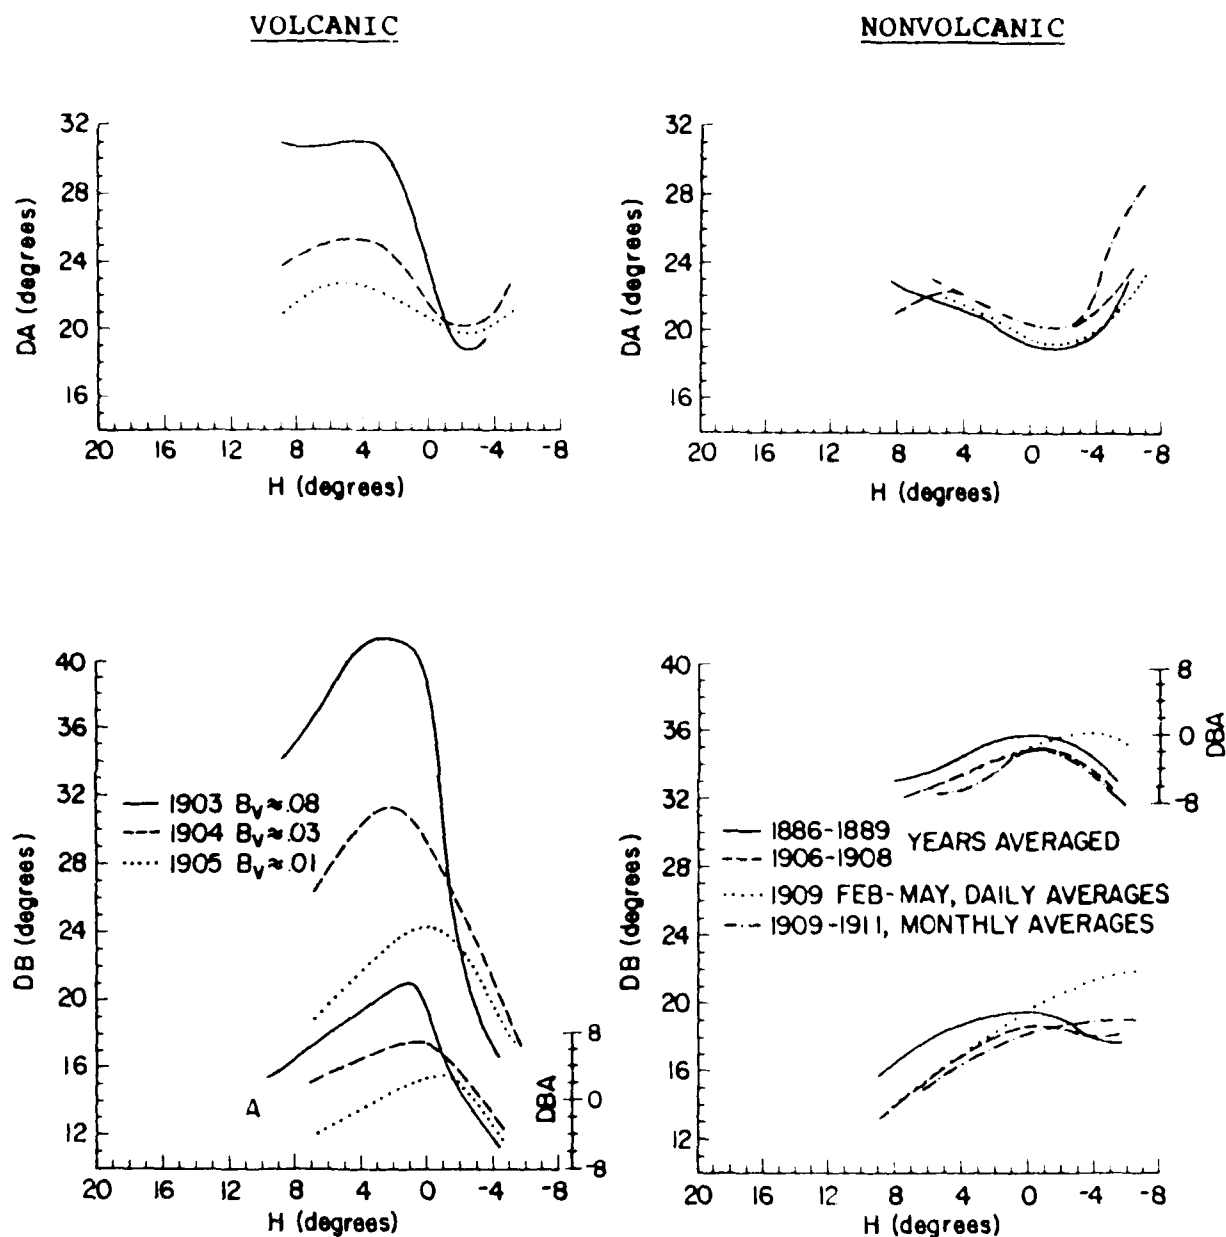 VOLCANIC
NONVOLCANIC
32
28
24
20
16
DA (degrees)
20 16 12 8 4 0 -4 -8
H (degrees)
32
28
24
20
16
DA (degrees)
20 16 12 8 4 0 -4 -8
H (degrees)
40
36
32
28
24
20
16
12
DB (degrees)
1903 Bv≈.08
1904 Bv≈.03
1905 Bv≈.01
A
8
0
-8
DBA
20 16 12 8 4 0 -4 -8
H (degrees)
40
36
32
28
24
20
16
12
DB (degrees)
8
0
-8
DBA
1886-1889
YEARS AVERAGED
1906-1908
1909 FEB-MAY, DAILY AVERAGES
1909-1911, MONTHLY AVERAGES
20 16 12 8 4 0 -4 -8
H (degrees)